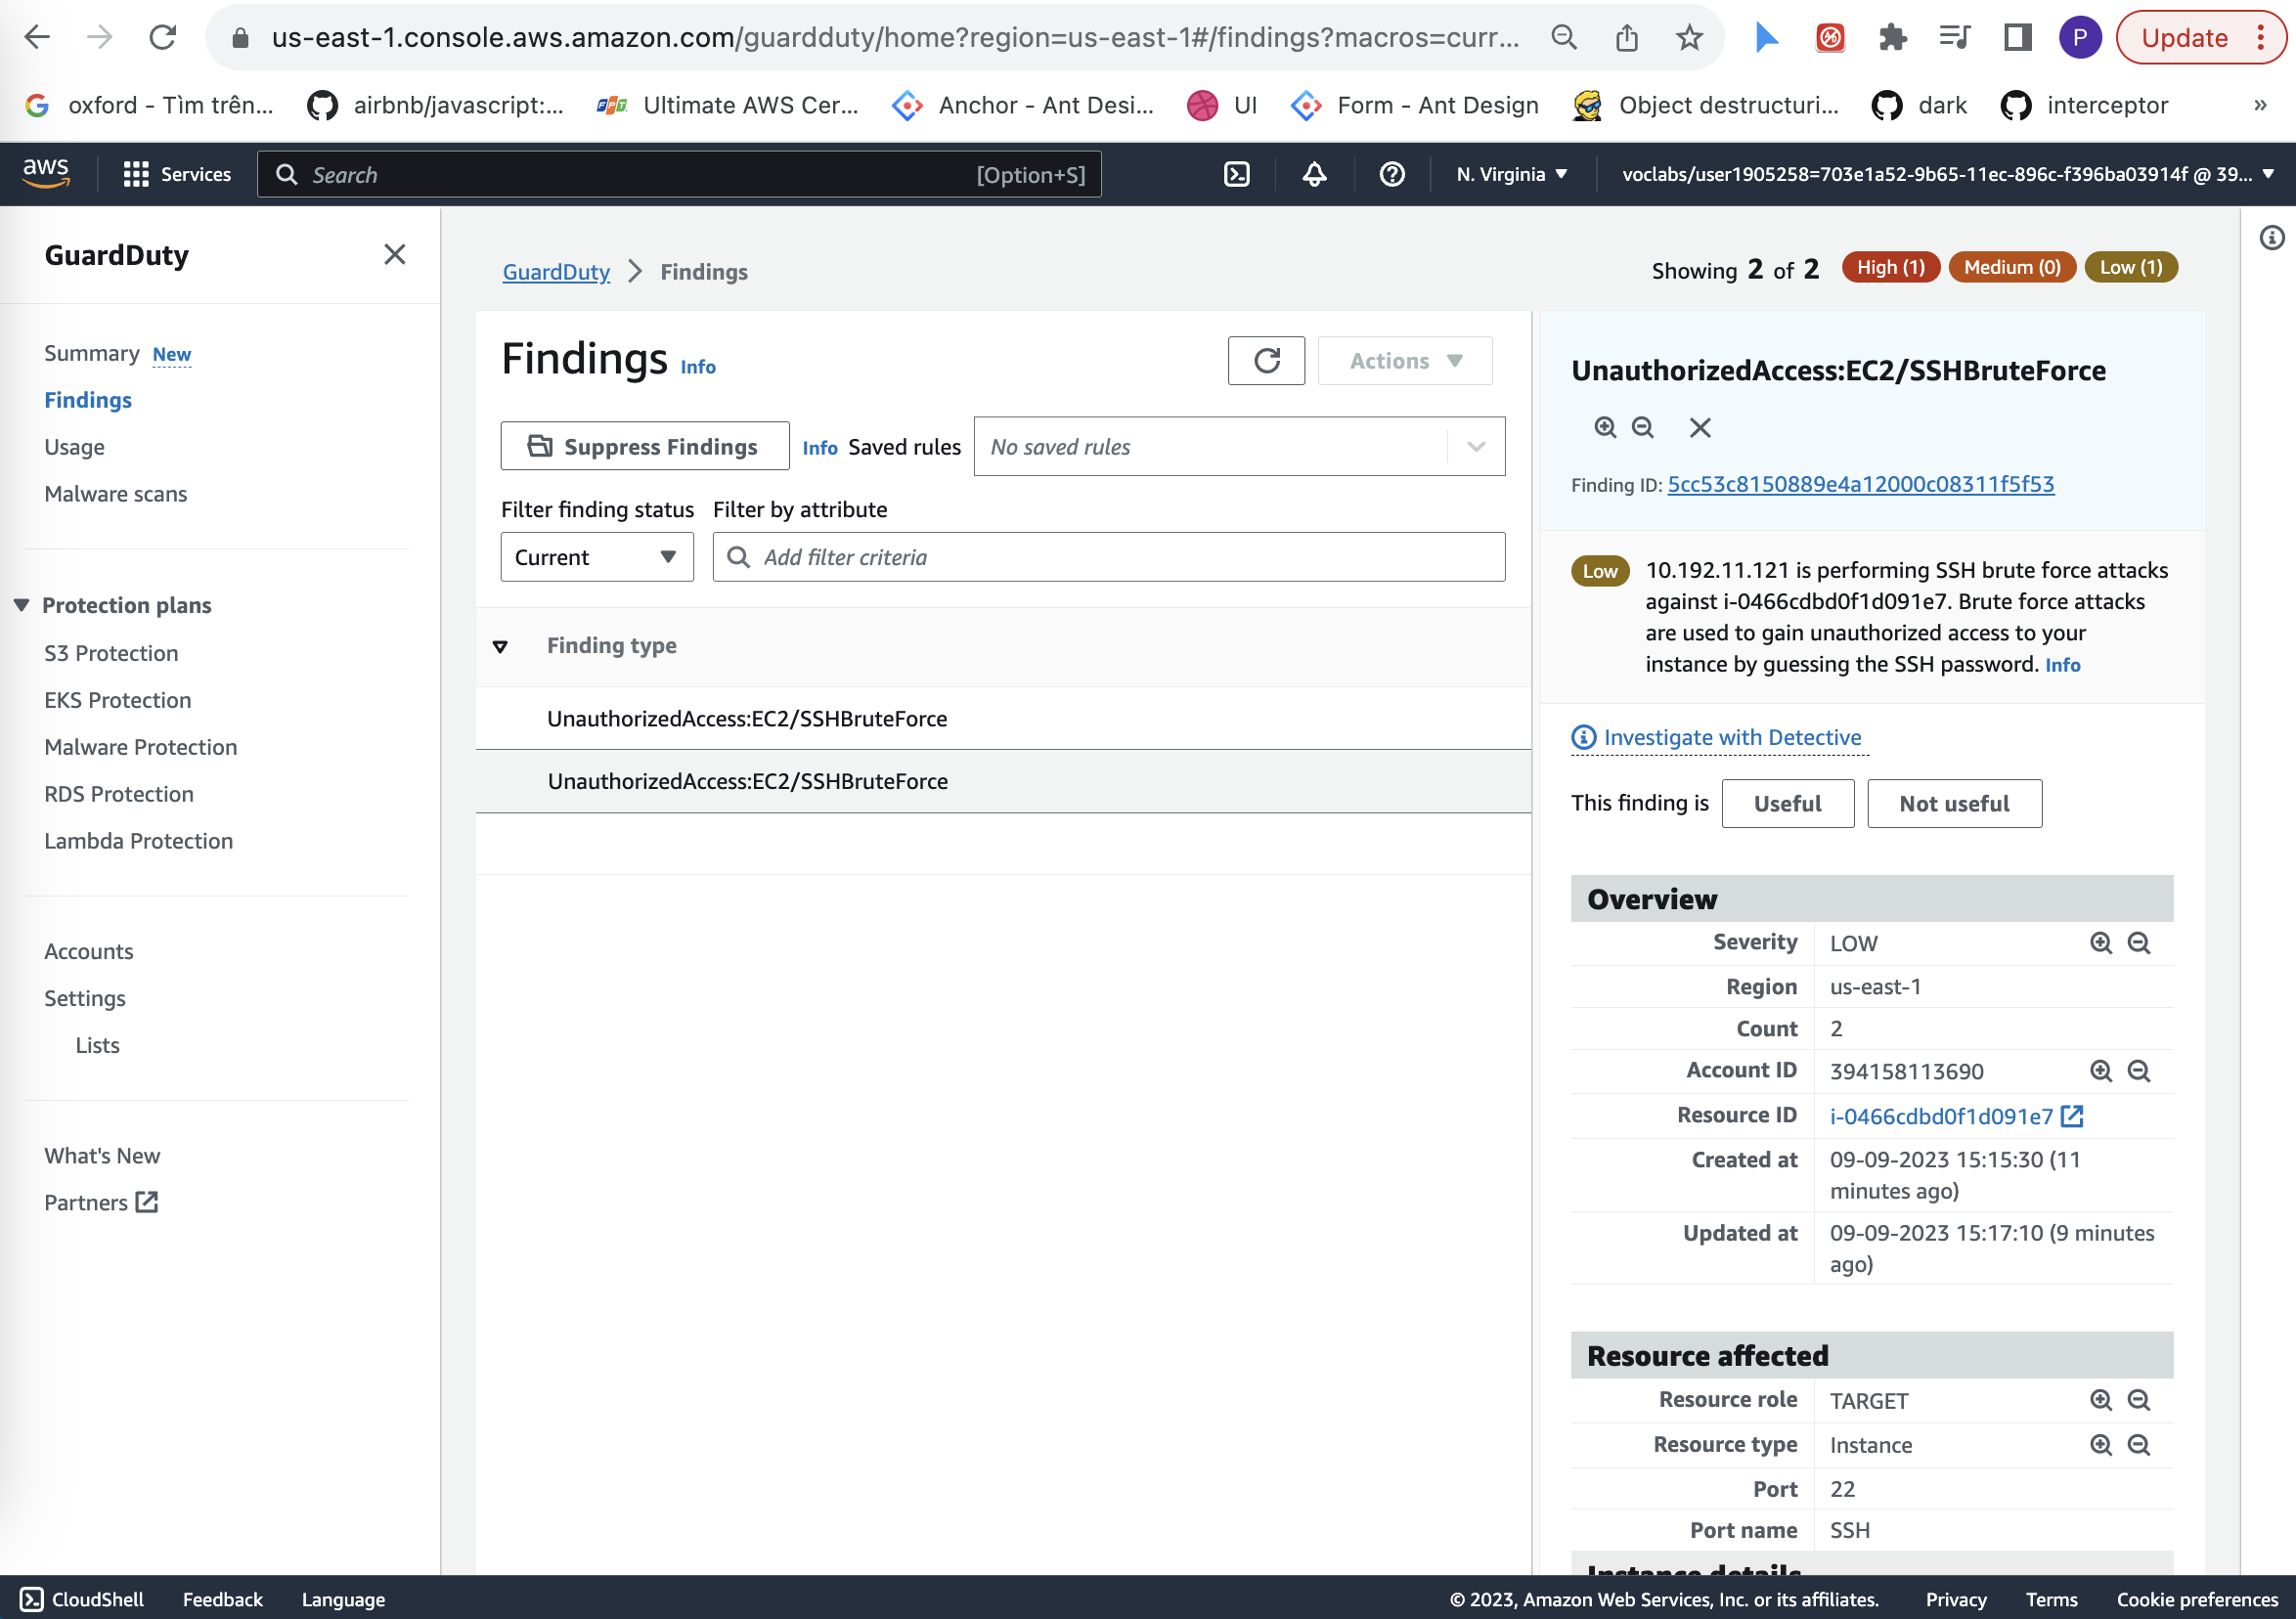 us-east-1.console.aws.amazon.com/guardduty/home?region=us-east-1#/findings?macros=curr...
P
Update
oxford - Tìm trên...
airbnb/javascript:...
FPT
Ultimate AWS Cer...
Anchor - Ant Desi...
UI
Form - Ant Design
Object destructuri...
dark
interceptor
»
aws
Services
Search
[Option+S]
N. Virginia
voclabs/user1905258=703e1a52-9b65-11ec-896c-f396ba03914f @ 39...
GuardDuty
Summary New
Findings
Usage
Malware scans
Protection plans
S3 Protection
EKS Protection
Malware Protection
RDS Protection
Lambda Protection
Accounts
Settings
Lists
What's New
Partners
GuardDuty > Findings
Showing 2 of 2
High (1)
Medium (0)
Low (1)
Findings Info
Actions
Suppress Findings
Info
Saved rules
No saved rules
Filter finding status
Filter by attribute
Current
Add filter criteria
Finding type
UnauthorizedAccess:EC2/SSHBruteForce
UnauthorizedAccess:EC2/SSHBruteForce
UnauthorizedAccess:EC2/SSHBruteForce
Finding ID: 5cc53c8150889e4a12000c08311f5f53
Low
10.192.11.121 is performing SSH brute force attacks
against i-0466cdbd0f1d091e7. Brute force attacks
are used to gain unauthorized access to your
instance by guessing the SSH password. Info
Investigate with Detective
This finding is
Useful
Not useful
Overview
Severity LOW
Region us-east-1
Count 2
Account ID 394158113690
Resource ID i-0466cdbd0f1d091e7
Created at 09-09-2023 15:15:30 (11
minutes ago)
Updated at 09-09-2023 15:17:10 (9 minutes
ago)
Resource affected
Resource role TARGET
Resource type Instance
Port 22
Port name SSH
Instance details
CloudShell
Feedback
Language
© 2023, Amazon Web Services, Inc. or its affiliates.
Privacy
Terms
Cookie preferences